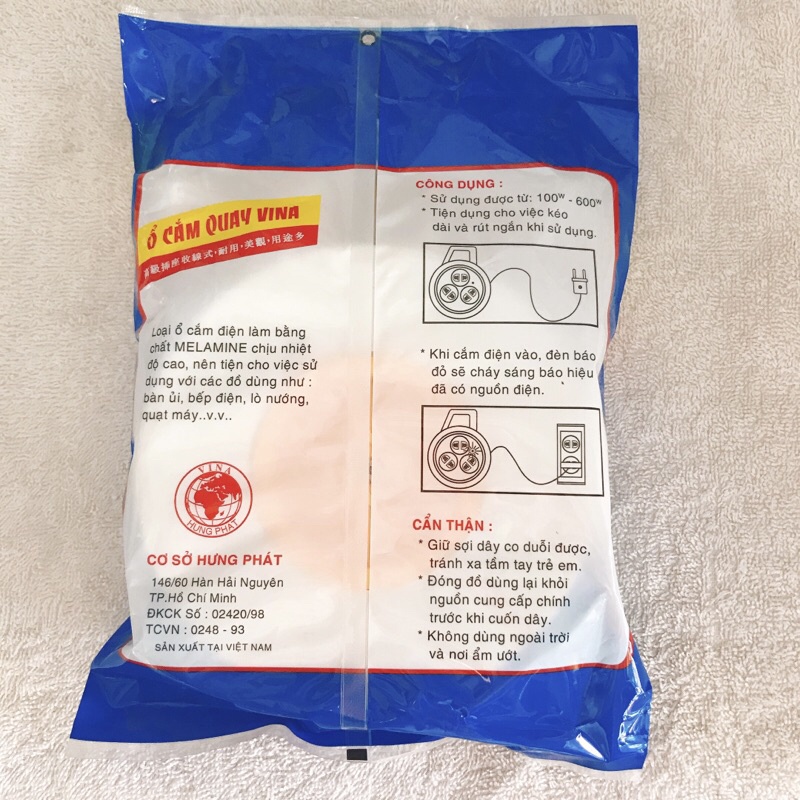 Ổ CẮM QUAY VINA
級插座收線式，耐用，美觀，用途多
Loại ổ cắm điện làm bằng
chất MELAMINE chịu nhiệt
độ cao, nên tiện cho việc sử
dụng với các đồ dùng như :
bàn ủi, bếp điện, lò nướng,
quạt máy..v.v..
VINA
HUNG PHAT
CƠ SỞ HƯNG PHÁT
146/60 Hàn Hải Nguyên
TP.Hồ Chí Minh
ĐKCK Số : 02420/98
TCVN : 0248 - 93
SẢN XUẤT TẠI VIỆT NAM
CÔNG DỤNG :
* Sử dụng được từ: 100W - 600W
* Tiện dụng cho việc kéo
dài và rút ngắn khi sử dụng.
* Khi cắm điện vào, đèn báo
đỏ sẽ cháy sáng báo hiệu
đã có nguồn điện.
CẨN THẬN :
* Giữ sợi dây co duỗi được,
tránh xa tầm tay trẻ em.
* Đóng đồ dùng lại khỏi
nguồn cung cấp chính
trước khi cuốn dây.
* Không dùng ngoài trời
và nơi ẩm ướt.